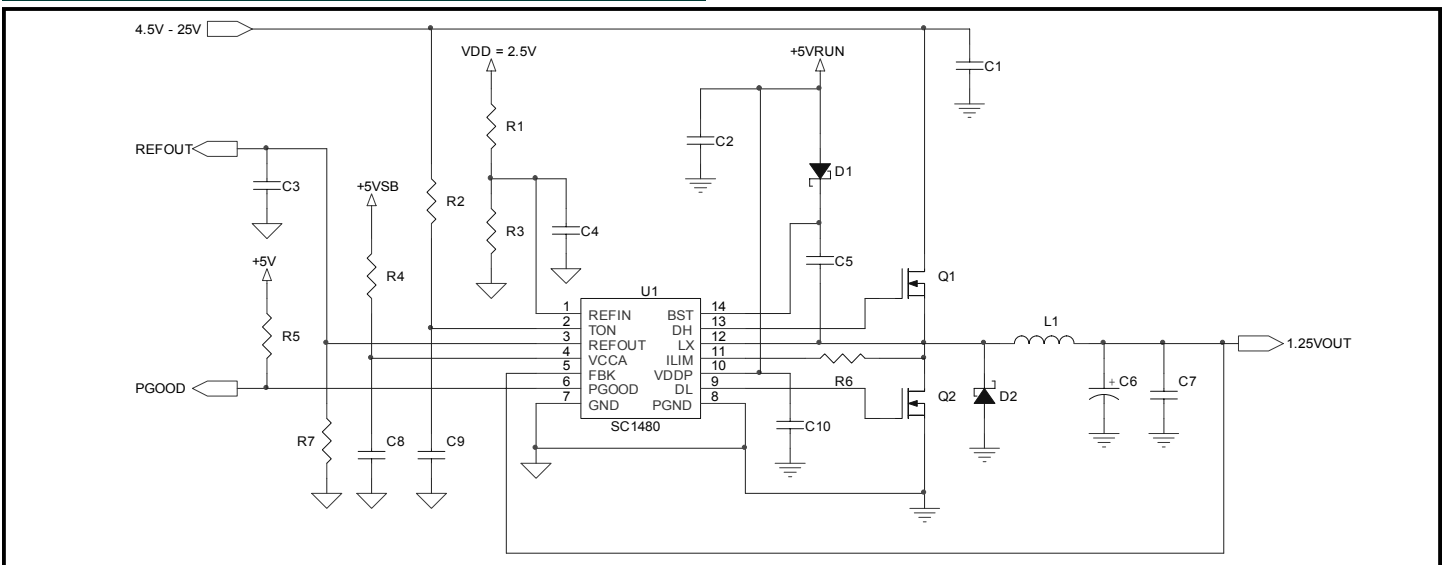 4.5V - 25V
VDD = 2.5V
+5VRUN
C1
R1
C2
REFOUT
D1
C3
+5VSB
R2
R3
C4
C5
+5V
R4
Q1
U1
R5
1 REFIN BST 14
2 TON DH 13
3 REFOUT LX 12
4 VCCA ILIM 11
5 FBK VDDP 10
6 PGOOD DL 9
7 GND PGND 8
SC1480
L1
1.25VOUT
R6
PGOOD
Q2
D2
+ C6
C7
R7
C8
C9
C10